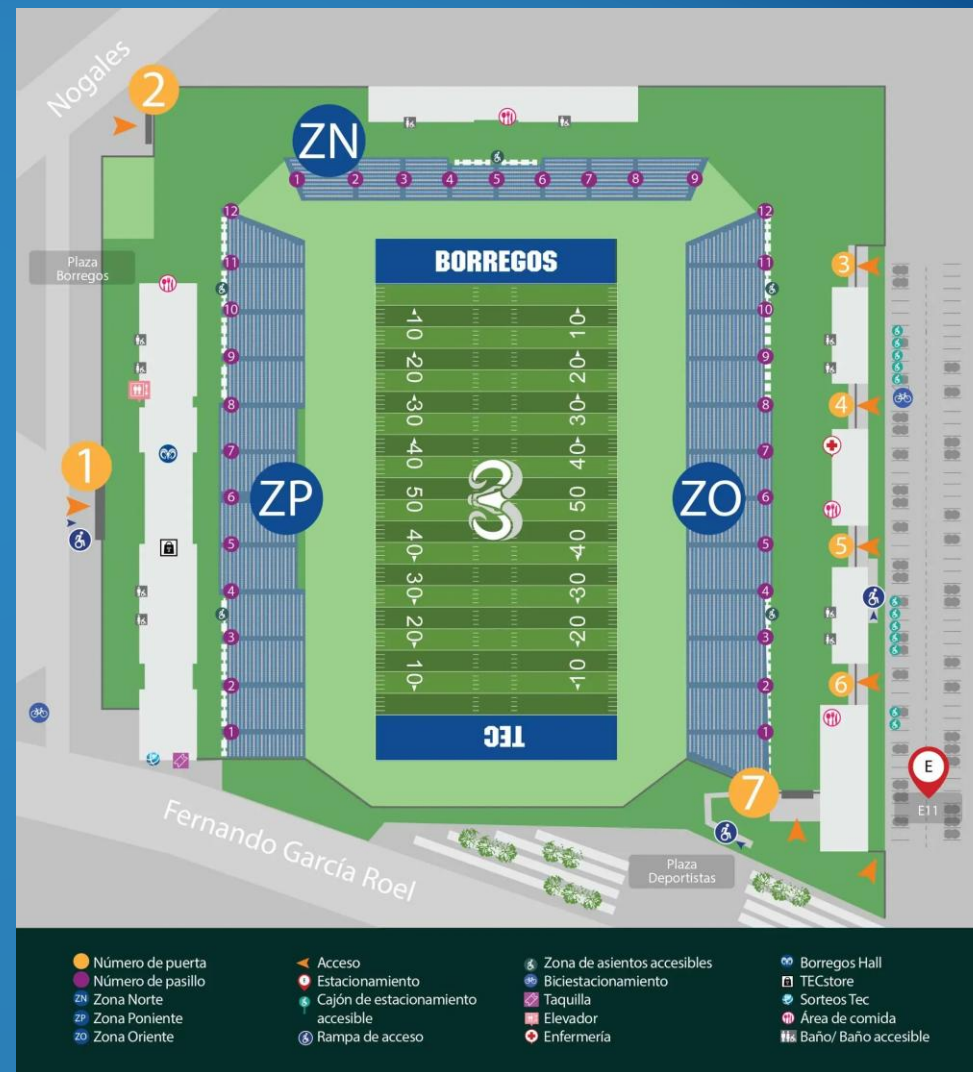 Nogales
2
ZN
1 2 3 4 5 6 7 8 9
12
11
10
9
8
7
6
5
4
3
2
1
Plaza
Borregos
1
ZP
BORREGOS
10 10
20 20
30 30
40 40
50 50
40 40
30 30
20 20
10 10
TEC
ZO
12
11
10
9
8
7
6
5
4
3
2
1
3
4
5
6
7
E
E11
Fernando García Roel
Plaza
Deportistas
Número de puerta
Número de pasillo
ZN Zona Norte
ZP Zona Poniente
ZO Zona Oriente
Acceso
E Estacionamiento
Cajón de estacionamiento
accesible
Rampa de acceso
Zona de asientos accesibles
Biciestacionamiento
Taquilla
Elevador
Enfermería
Borregos Hall
TECstore
Sorteos Tec
Área de comida
Baño/ Baño accesible